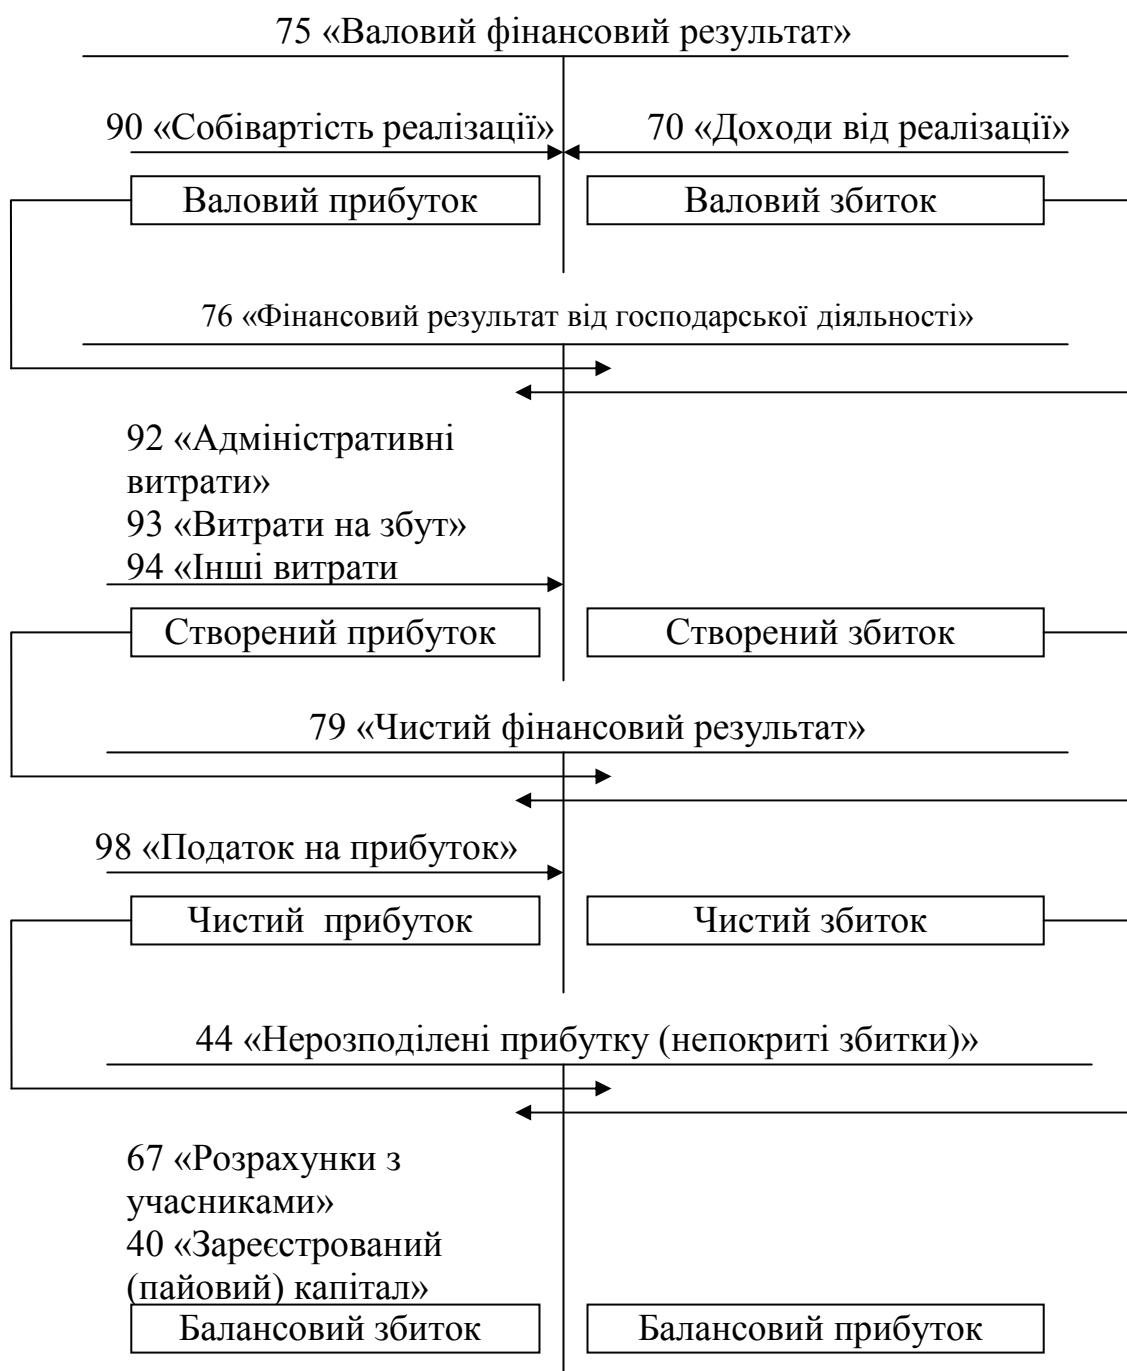 75 «Валовий фінансовий результат»
90 «Собівартість реалізації»
70 «Доходи від реалізації»
Валовий прибуток
Валовий збиток
76 «Фінансовий результат від господарської діяльності»
92 «Адміністративні
витрати»
93 «Витрати на збут»
94 «Інші витрати
Створений прибуток
Створений збиток
79 «Чистий фінансовий результат»
98 «Податок на прибуток»
Чистий прибуток
Чистий збиток
44 «Нерозподілені прибутку (непокриті збитки)»
67 «Розрахунки з
учасниками»
40 «Зареєстрований
(пайовий) капітал»
Балансовий збиток
Балансовий прибуток